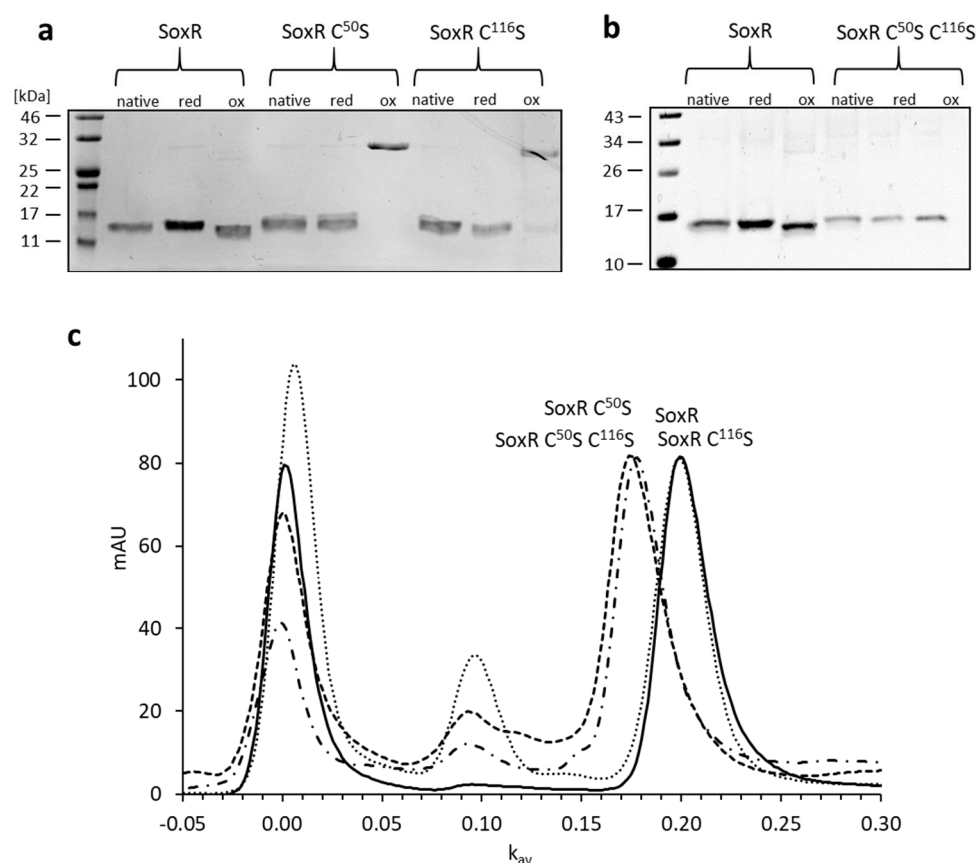 a
SoxR SoxR C⁵⁰S SoxR C¹¹⁶S
[kDa] native red ox native red ox native red ox
46
32
25
22
17
11
b
SoxR SoxR C⁵⁰S C¹¹⁶S
native red ox native red ox
43
34
26
17
10
c
SoxR C⁵⁰S SoxR
SoxR C⁵⁰S C¹¹⁶S SoxR C¹¹⁶S
mAU
100
80
60
40
20
0
-0.05 0.00 0.05 0.10 0.15 0.20 0.25 0.30
kav